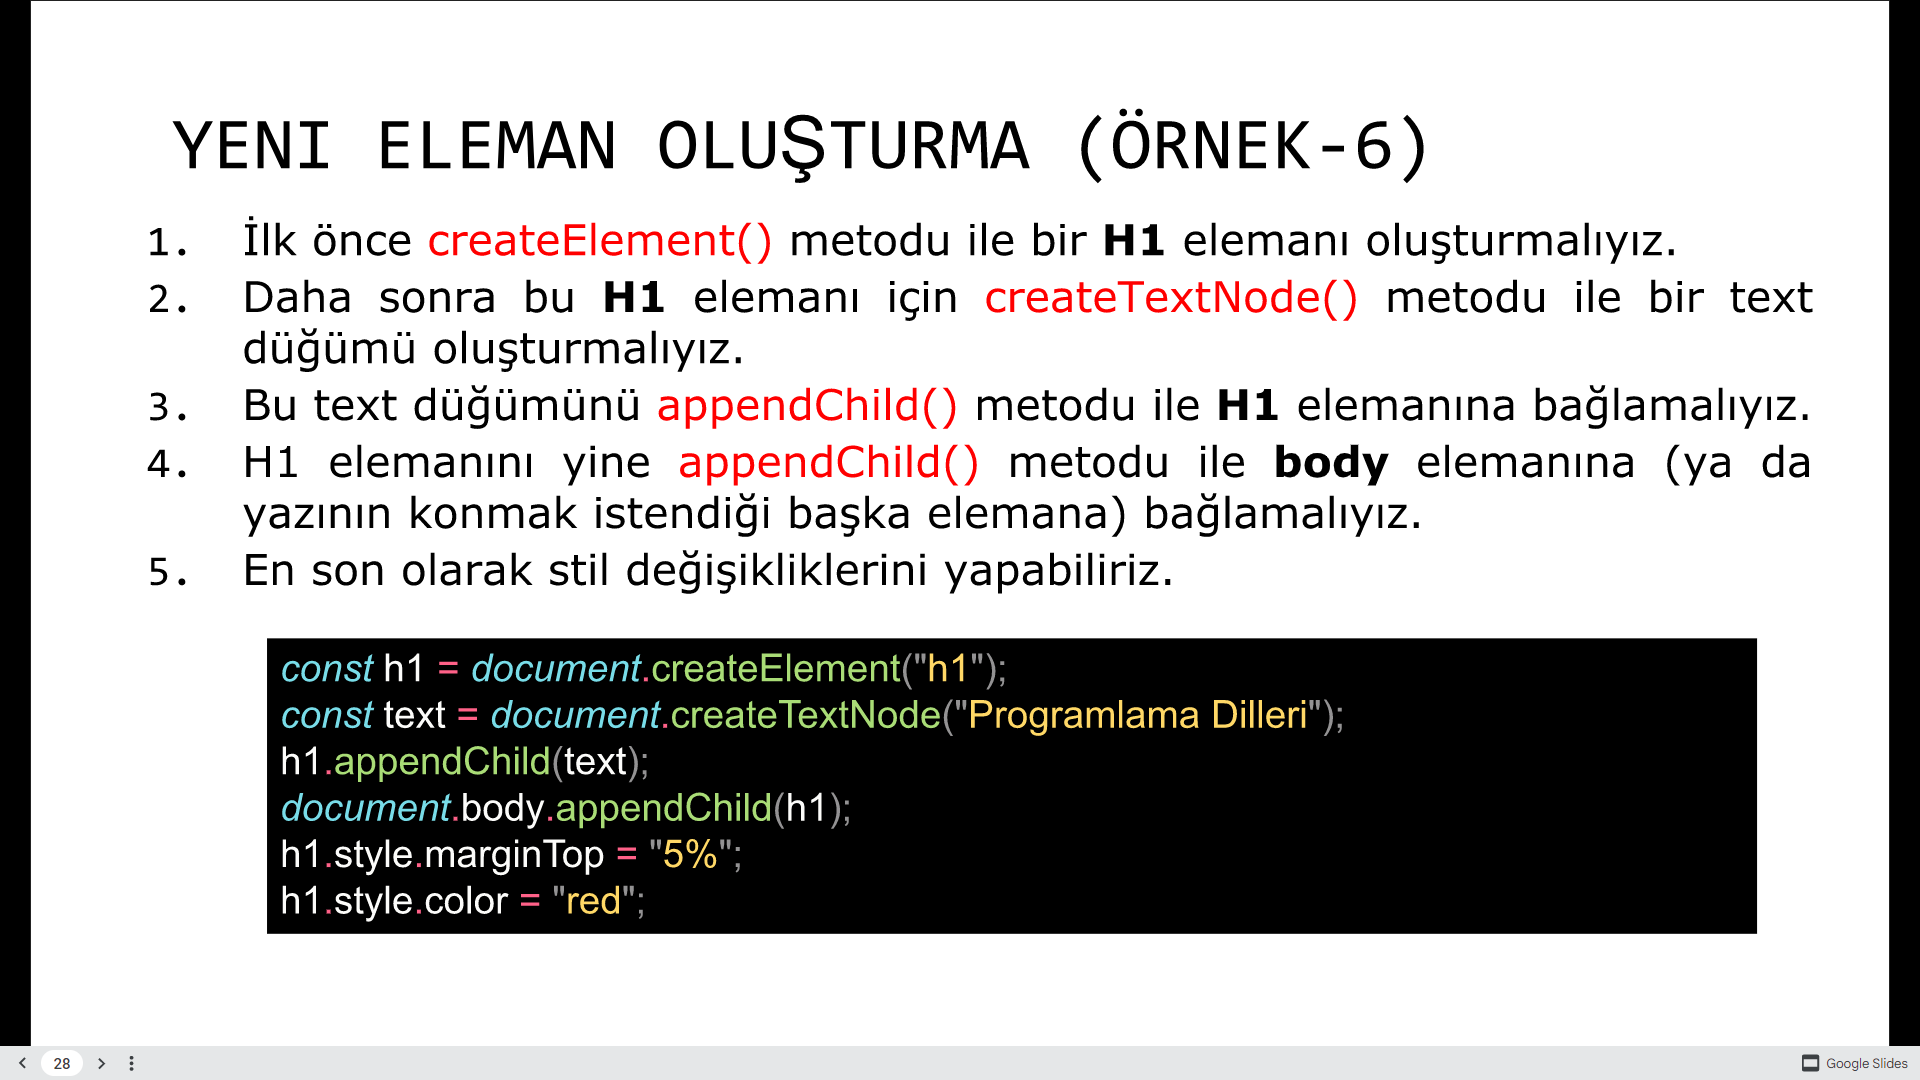 YENI ELEMAN OLUŞTURMA (ÖRNEK-6)
1. İlk önce createElement() metodu ile bir H1 elemanı oluşturmalıyız.
2. Daha sonra bu H1 elemanı için createTextNode() metodu ile bir text
düğümü oluşturmalıyız.
3. Bu text düğümünü appendChild() metodu ile H1 elemanına bağlamalıyız.
4. H1 elemanını yine appendChild() metodu ile body elemanına (ya da
yazının konmak istendiği başka elemana) bağlamalıyız.
5. En son olarak stil değişikliklerini yapabiliriz.
const h1 = document.createElement("h1");
const text = document.createTextNode("Programlama Dilleri");
h1.appendChild(text);
document.body.appendChild(h1);
h1.style.marginTop = "5%";
h1.style.color = "red";
28
Google Slides